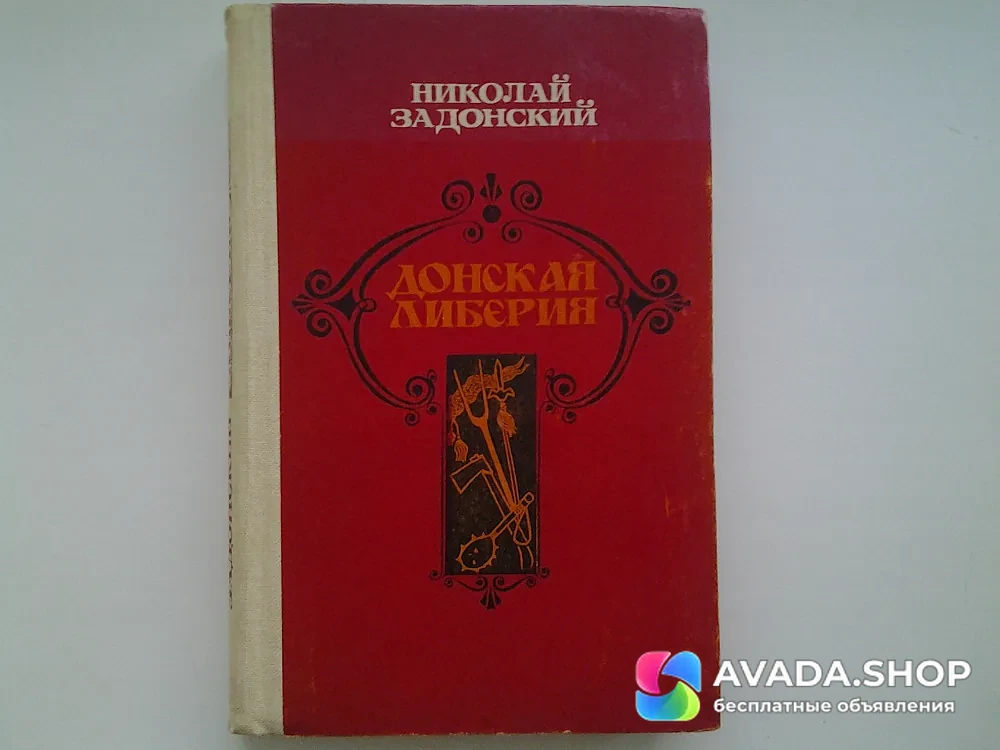 НИКОЛАЙ
ЗАДОНСКИЙ
ДОНСКАЯ
ЛИБЕРИЯ
AVADA.SHOP
бесплатные объявления